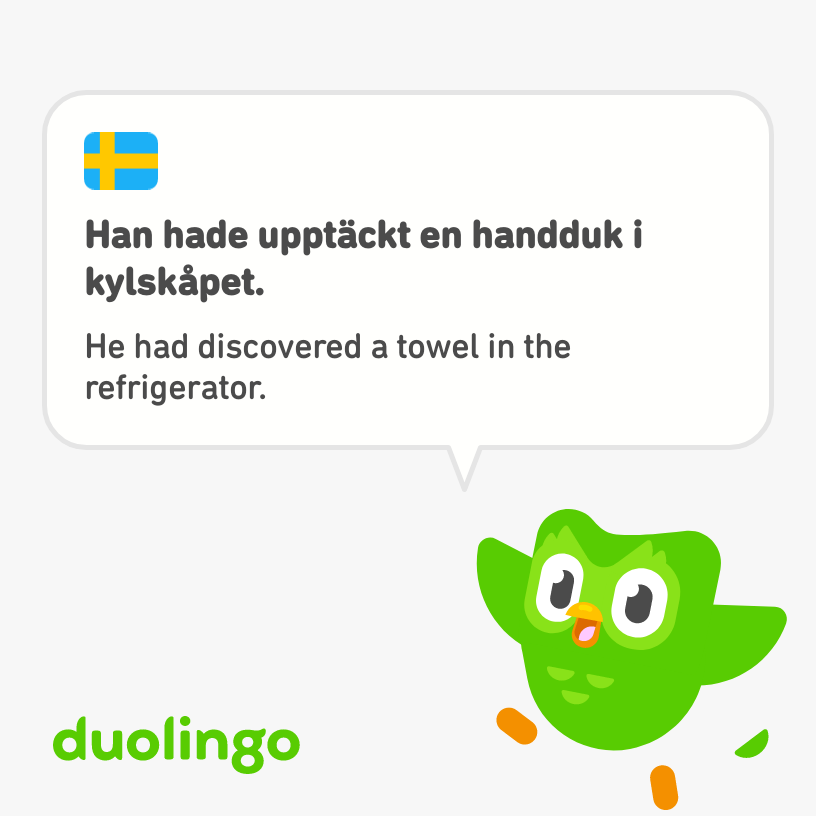 Han hade upptäckt en handduk i
kylskåpet.
He had discovered a towel in the
refrigerator.
duolingo